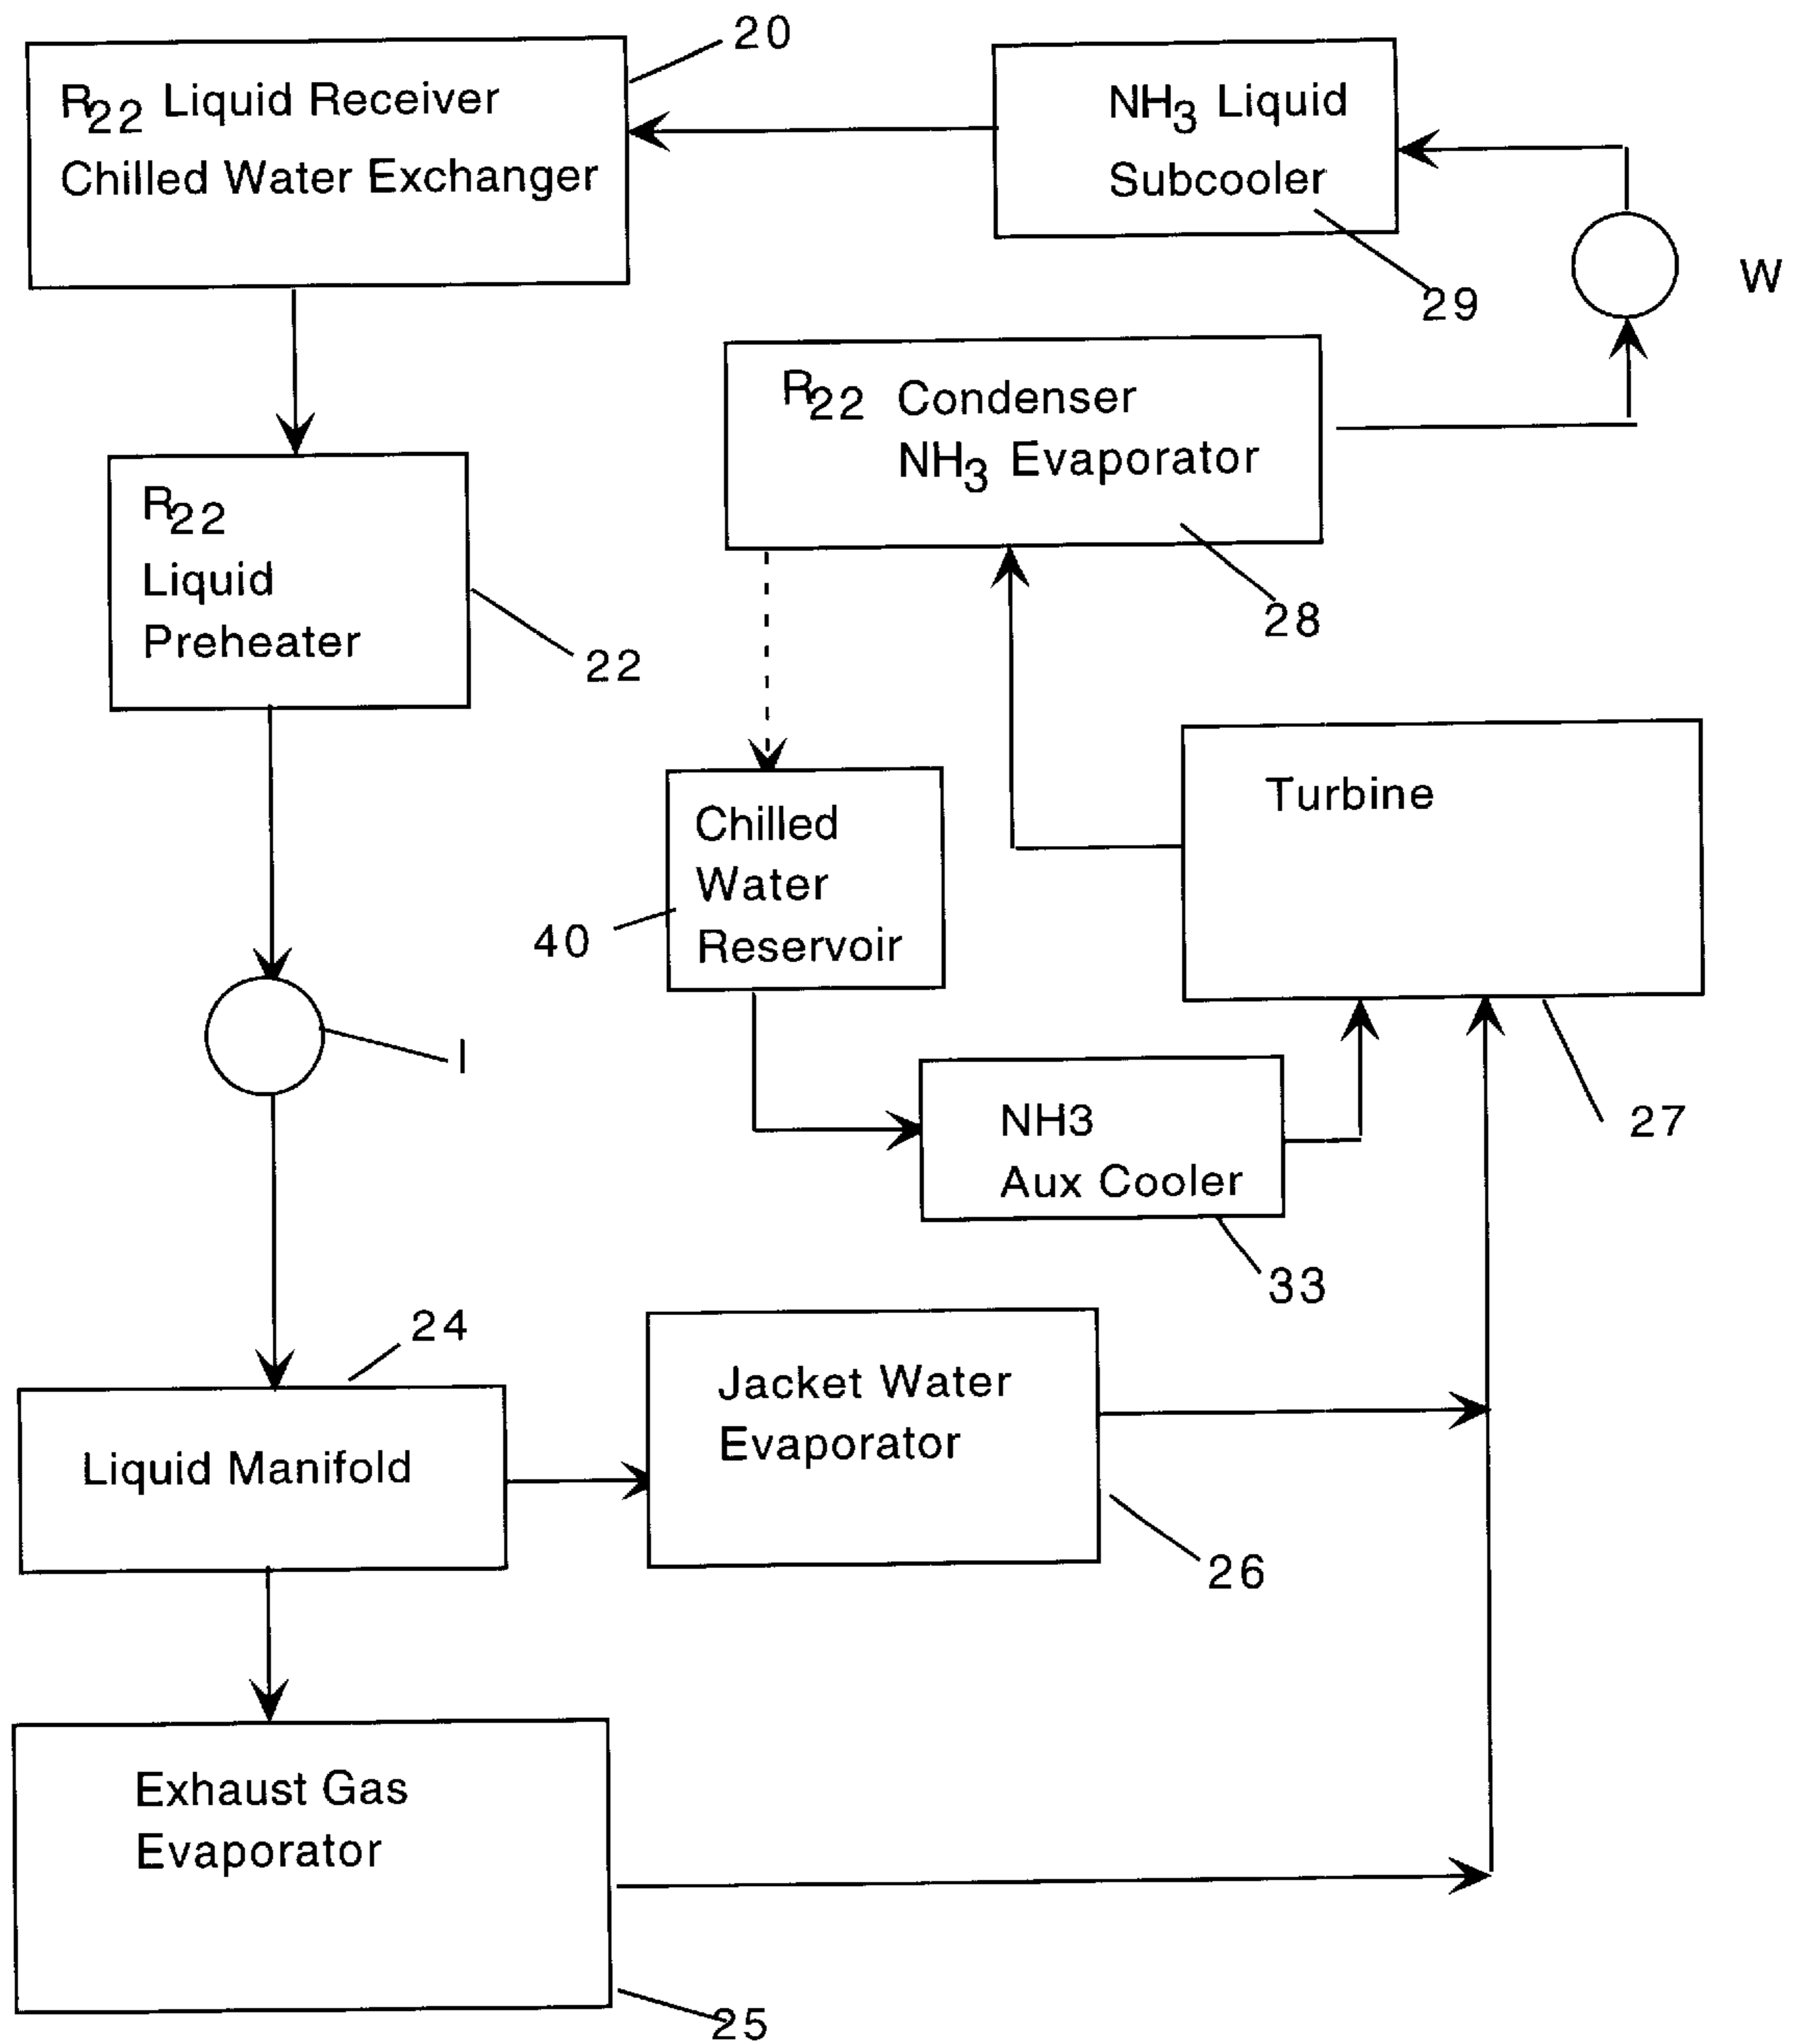 20
R22 Liquid Receiver
Chilled Water Exchanger
NH3 Liquid
Subcooler
29
W
R22 Condenser
NH3 Evaporator
28
R22
Liquid
Preheater
22
Turbine
27
Chilled
Water
Reservoir
40
I
NH3
Aux Cooler
33
24
Liquid Manifold
Jacket Water
Evaporator
26
Exhaust Gas
Evaporator
25